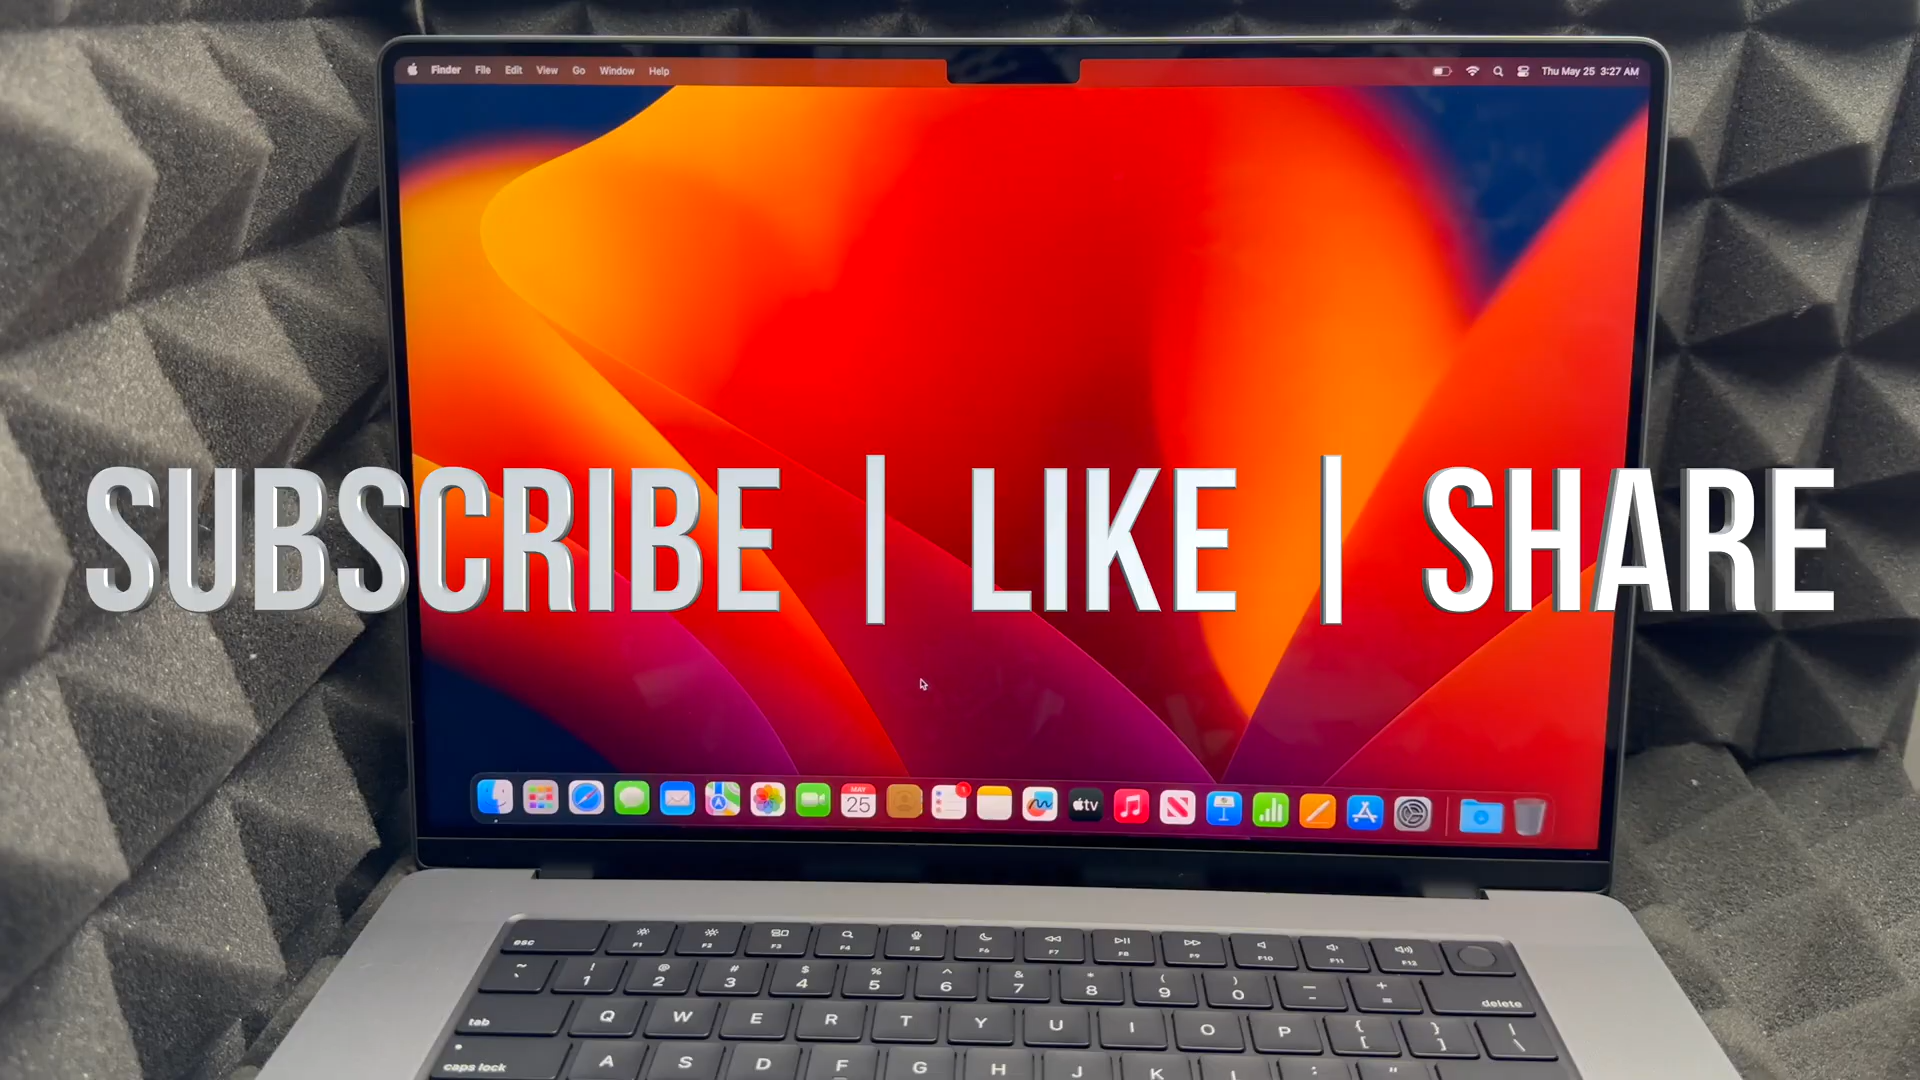 Finder File Edit View Go Window Help
Thu May 25 3:27 AM
SUBSCRIBE | LIKE | SHARE
MAY
25
1
tv
esc F1 F2 F3 F4 F5 F6 F7 F8 F9 F10 F11 F12
~ ` ! 1 @ 2 # 3 $ 4 % 5 ^ 6 & 7 * 8 ( 9 ) 0 — - + = delete
tab Q W E R T Y U I O P { [ } ] | \
caps lock A S D F G H J K L : ; "